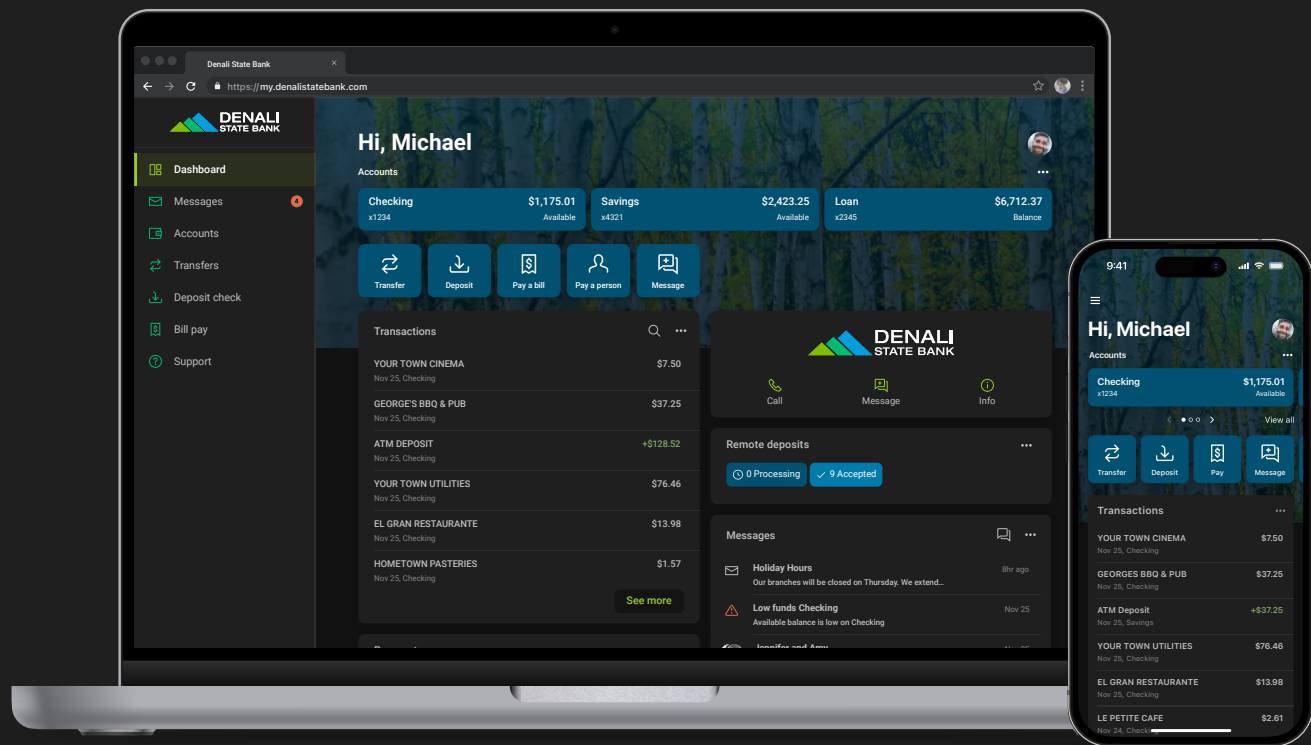 Denali State Bank
https://my.denalistatebank.com
DENALI
STATE BANK
Dashboard
Messages 4
Accounts
Transfers
Deposit check
Bill pay
Support
Hi, Michael
Accounts
Checking $1,175.01
x1234 Available
Savings $2,423.25
x4321 Available
Loan $6,712.37
x2345 Balance
Transfer
Deposit
Pay a bill
Pay a person
Message
Transactions
YOUR TOWN CINEMA $7.50
Nov 25, Checking
GEORGE'S BBQ & PUB $37.25
Nov 25, Checking
ATM DEPOSIT +$128.52
Nov 25, Checking
YOUR TOWN UTILITIES $76.46
Nov 25, Checking
EL GRAN RESTAURANTE $13.98
Nov 25, Checking
HOMETOWN PASTERIES $1.57
Nov 25, Checking
See more
DENALI
STATE BANK
Call
Message
Info
Remote deposits
0 Processing
9 Accepted
Messages
Holiday Hours 8hr ago
Our branches will be closed on Thursday. We extend...
Low funds Checking Nov 25
Available balance is low on Checking
Jennifer and Amy
9:41
Hi, Michael
Accounts
Checking $1,175.01
x1234 Available
View all
Transfer
Deposit
Pay
Message
Transactions
YOUR TOWN CINEMA $7.50
Nov 25, Checking
GEORGES BBQ & PUB $37.25
Nov 25, Checking
ATM Deposit +$37.25
Nov 25, Savings
YOUR TOWN UTILITIES $76.46
Nov 25, Checking
EL GRAN RESTAURANTE $13.98
Nov 25, Checking
LE PETITE CAFE $2.61
Nov 24, Checking